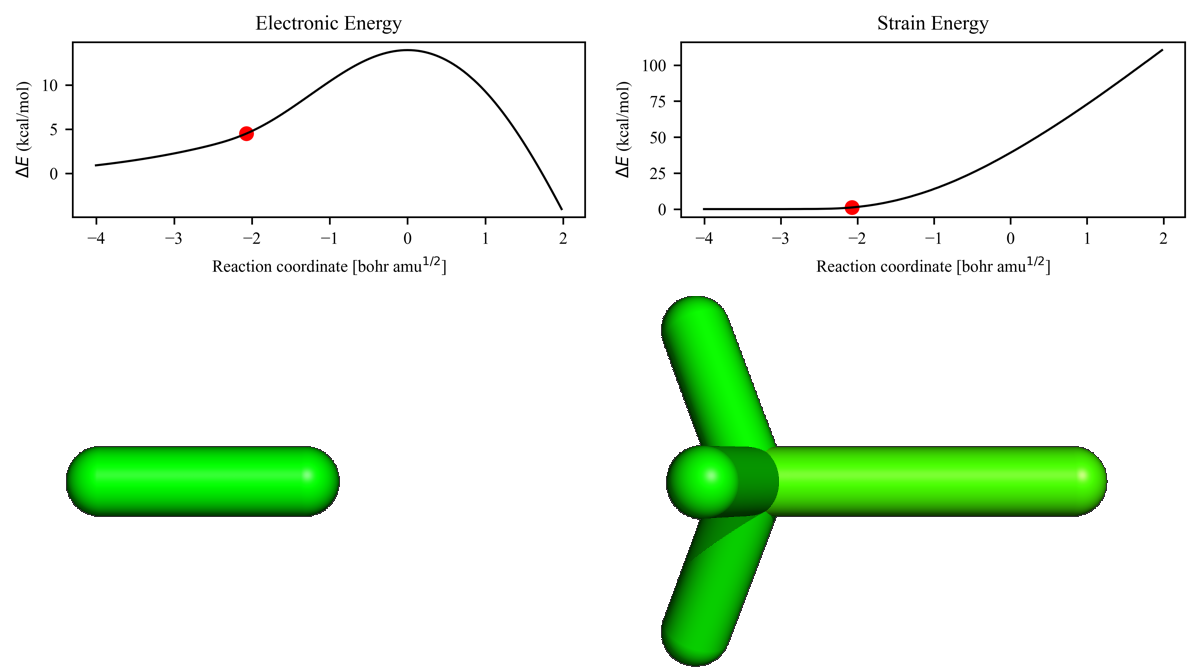 Electronic Energy
ΔE (kcal/mol)
10
5
0
−4 −3 −2 −1 0 1 2
Reaction coordinate [bohr amu^1/2]
Strain Energy
ΔE (kcal/mol)
100
75
50
25
0
−4 −3 −2 −1 0 1 2
Reaction coordinate [bohr amu^1/2]